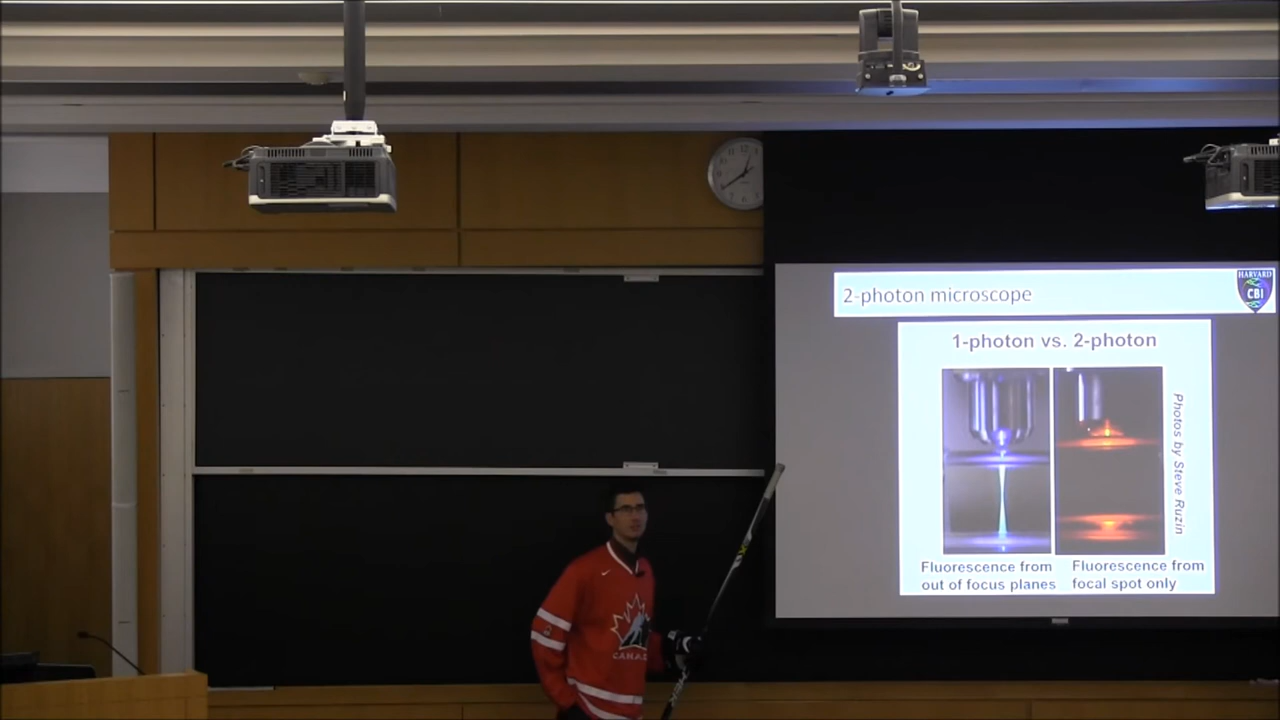 2-photon microscope
HARVARD
CBI
1-photon vs. 2-photon
Photos by Steve Ruzin
Fluorescence from
out of focus planes
Fluorescence from
focal spot only
CANADA